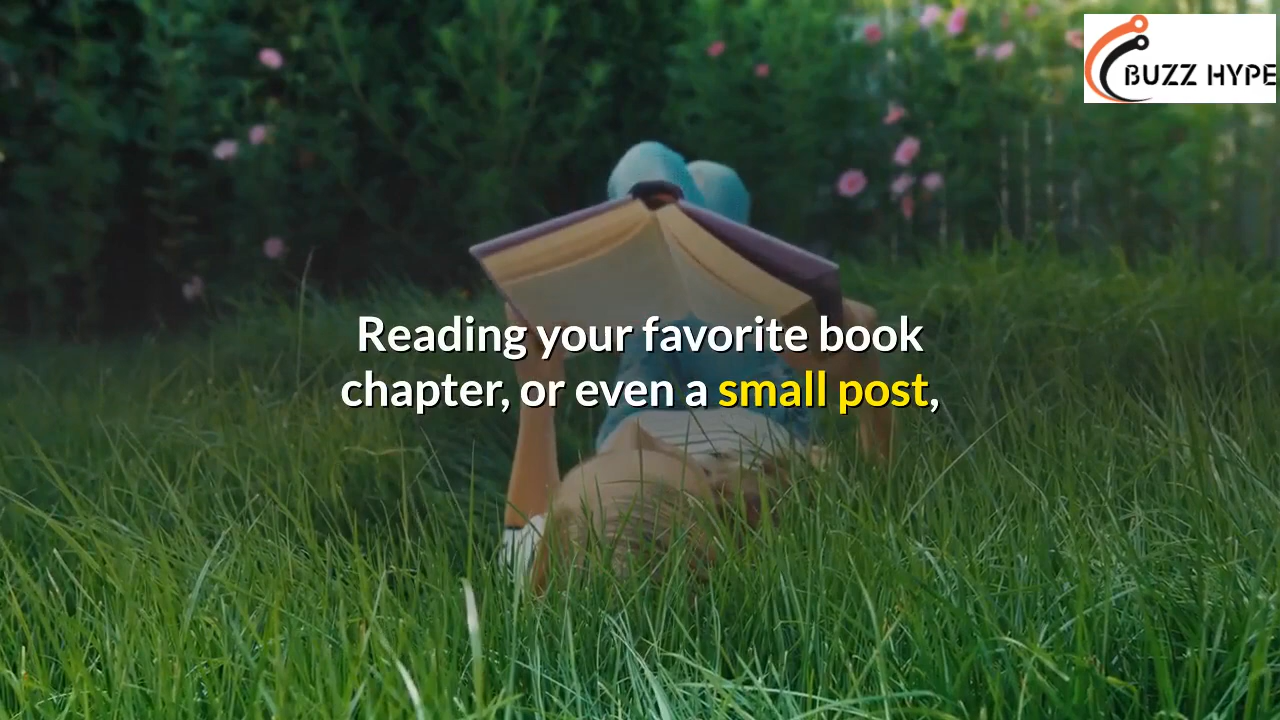 BUZZ HYPE
Reading your favorite book
chapter, or even a small post,